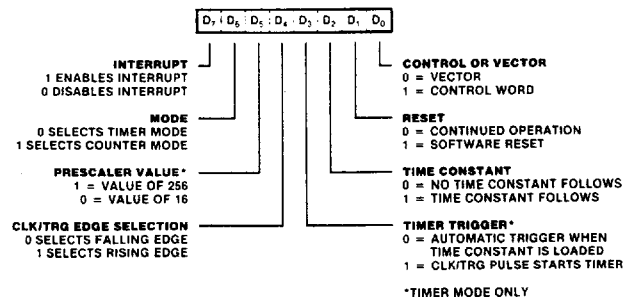 D7 D6 D5 D4 D3 D2 D1 D0
INTERRUPT
1 ENABLES INTERRUPT
0 DISABLES INTERRUPT
MODE
0 SELECTS TIMER MODE
1 SELECTS COUNTER MODE
PRESCALER VALUE*
1 = VALUE OF 256
0 = VALUE OF 16
CLK/TRG EDGE SELECTION
0 SELECTS FALLING EDGE
1 SELECTS RISING EDGE
CONTROL OR VECTOR
0 = VECTOR
1 = CONTROL WORD
RESET
0 = CONTINUED OPERATION
1 = SOFTWARE RESET
TIME CONSTANT
0 = NO TIME CONSTANT FOLLOWS
1 = TIME CONSTANT FOLLOWS
TIMER TRIGGER*
0 = AUTOMATIC TRIGGER WHEN
TIME CONSTANT IS LOADED
1 = CLK/TRG PULSE STARTS TIMER
*TIMER MODE ONLY